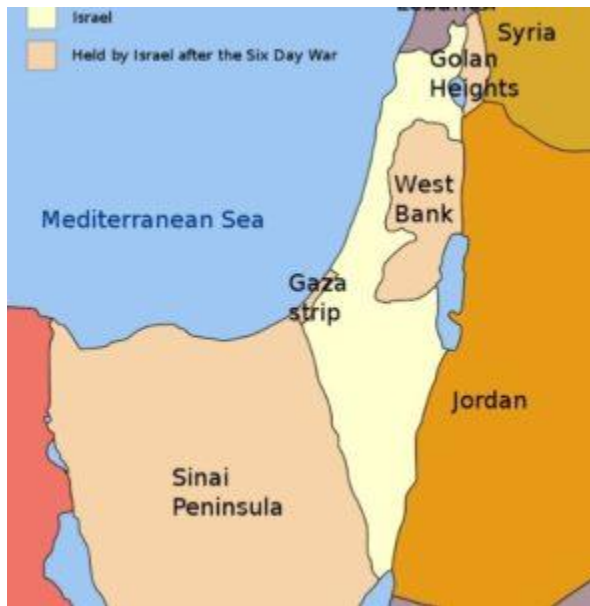 Israel
Held by Israel after the Six Day War
Syria
Golan
Heights
West
Bank
Mediterranean Sea
Gaza
strip
Jordan
Sinai
Peninsula